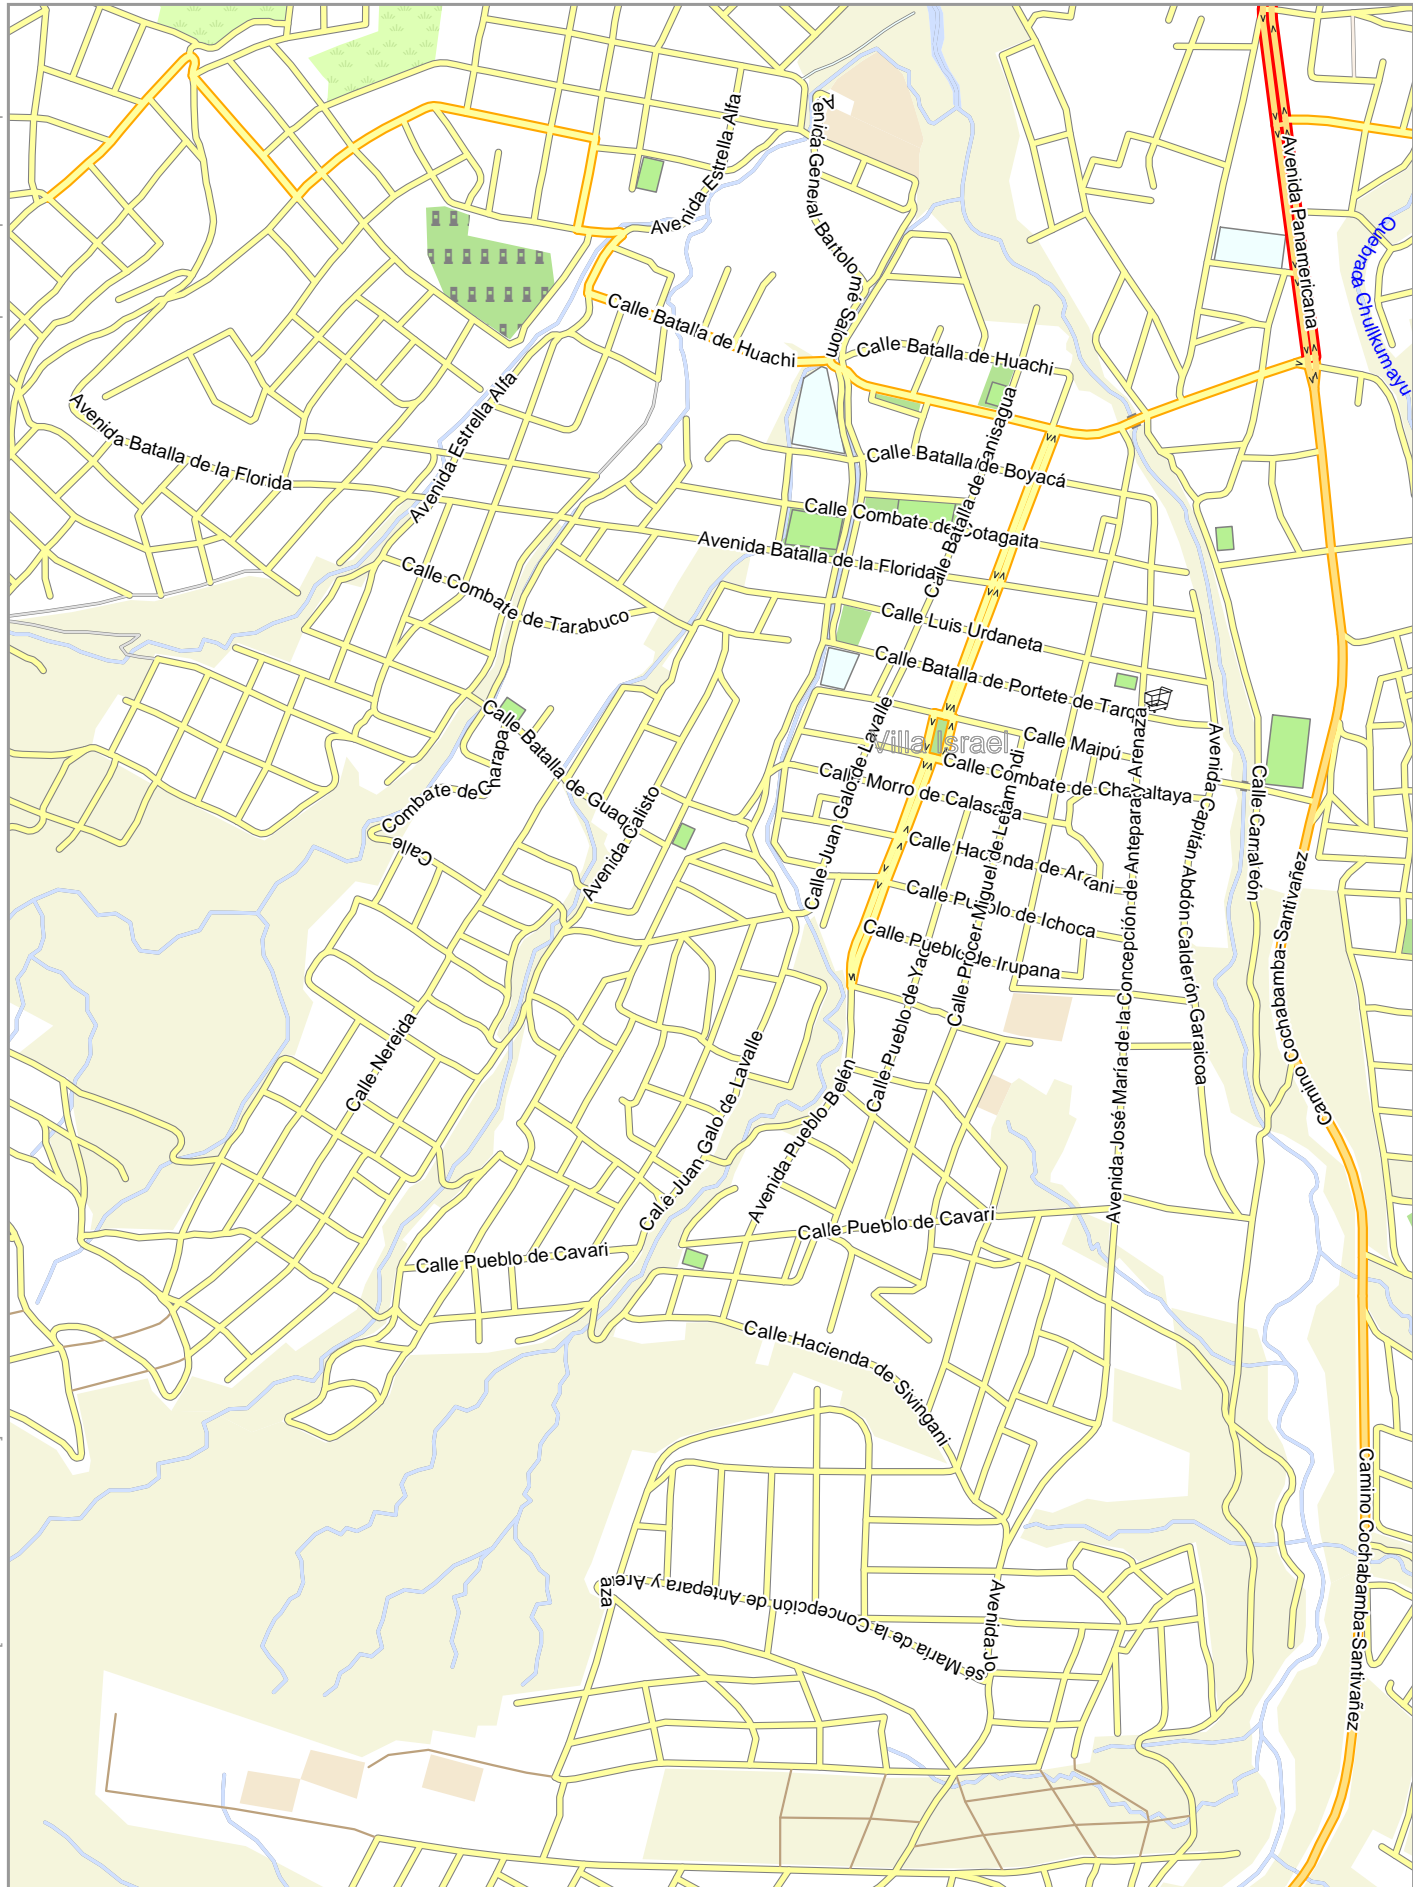 Avenida Estrella Alfa
Avenida General Bartolomé Salom
Avenida Panamericana
Quebrada Chullkumayu
Calle Batalla de Huachi
Calle Batalla de Huachi
Avenida Batalla de la Florida
Avenida Estrella Alfa
Calle Batalla de Boyacá
Calle Batalla de
Calle Combate de Cotagaita
Avenida Batalla de la Florida
Calle Combate de Tarabuco
Calle Luis Urdaneta
Calle Batalla de Portete de Tarqui
Calle Batalla de Guaqui
Calle Combate de Charapa
Villa Israel
Calle Maipú
Calle Combate de Chacaltaya
Calle Morro de Calasaya
Calle Juan Galo de Lavalle
Avenida Calisto
Calle Hacienda de Arcani
Calle Pueblo de Ichoca
Calle Pueblo de Irupana
Calle Prócer Miguel de Letamendi
Calle Pueblo de Yaco
Avenida José María de la Concepción de Antepara y Arenaza
Avenida Capitán Abdón Calderón Garaicoa
Calle Camaleón
Camino Cochabamba-Santivañez
Calle Nereida
Calle Juan Galo de Lavalle
Avenida Pueblo Belén
Calle Pueblo de Cavari
Calle Pueblo de Cavari
Calle Hacienda de Sivingani
Avenida José María de la Concepción de Antepara y Arenaza
Camino Cochabamba-Santivañez